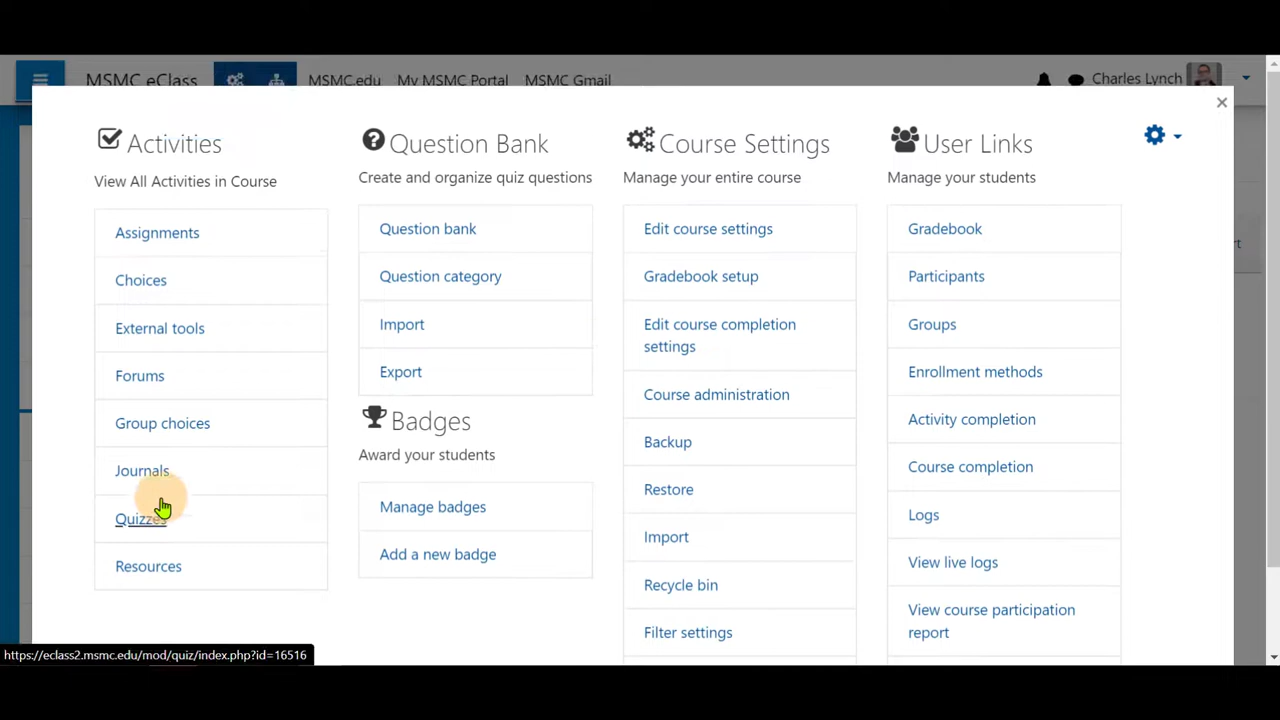 MSMC eClass
MSMC.edu
My MSMC Portal
MSMC Gmail
Charles Lynch
×
Activities
View All Activities in Course
Assignments
Choices
External tools
Forums
Group choices
Journals
Quizzes
Resources
Question Bank
Create and organize quiz questions
Question bank
Question category
Import
Export
Badges
Award your students
Manage badges
Add a new badge
Course Settings
Manage your entire course
Edit course settings
Gradebook setup
Edit course completion
settings
Course administration
Backup
Restore
Import
Recycle bin
Filter settings
User Links
Manage your students
Gradebook
Participants
Groups
Enrollment methods
Activity completion
Course completion
Logs
View live logs
View course participation
report
https://eclass2.msmc.edu/mod/quiz/index.php?id=16516